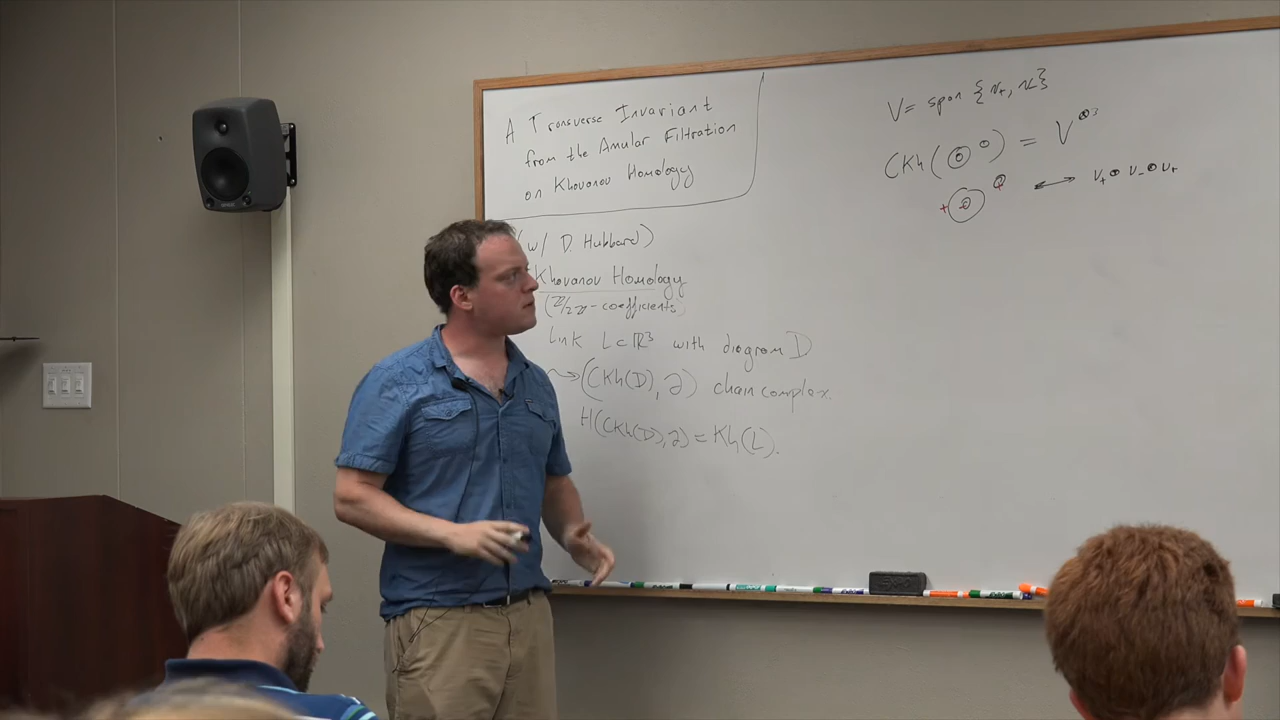 A Transverse Invariant
from the Annular Filtration
on Khovanov Homology
(w/ D. Hubbard)
Khovanov Homology
(ℤ/2ℤ-coefficients)
Link L⊂ℝ³ with diagram D
⇝ (CKh(D), ∂) chain complex.
H(CKh(D),∂) = Kh(L).
V = span {v₊, v₋}
CKh( ) = V^⊗3
+ - + ↔ v₊ ⊗ v₋ ⊗ v₊
EXPO